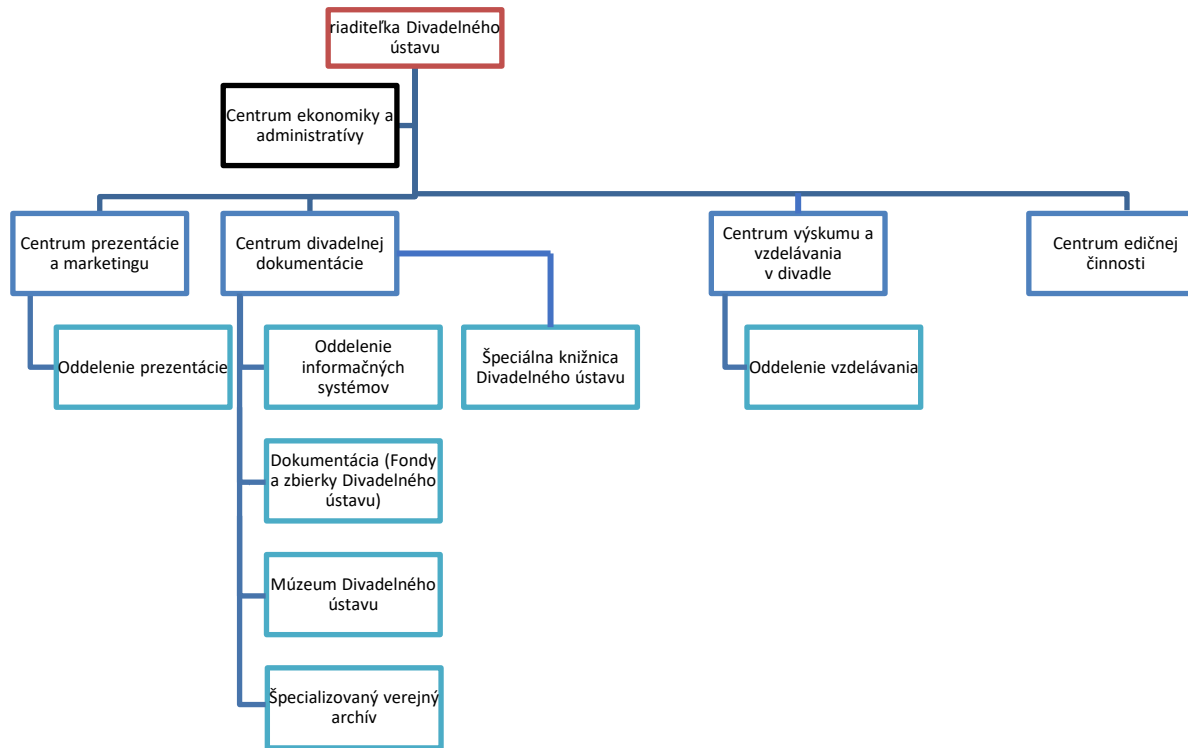 riaditeľka Divadelného
ústavu
Centrum ekonomiky a
administratívy
Centrum prezentácie
a marketingu
Centrum divadelnej
dokumentácie
Centrum výskumu a
vzdelávania
v divadle
Centrum edičnej
činnosti
Oddelenie prezentácie
Oddelenie
informačných
systémov
Špeciálna knižnica
Divadelného ústavu
Oddelenie vzdelávania
Dokumentácia (Fondy
a zbierky Divadelného
ústavu)
Múzeum Divadelného
ústavu
Špecializovaný verejný
archív